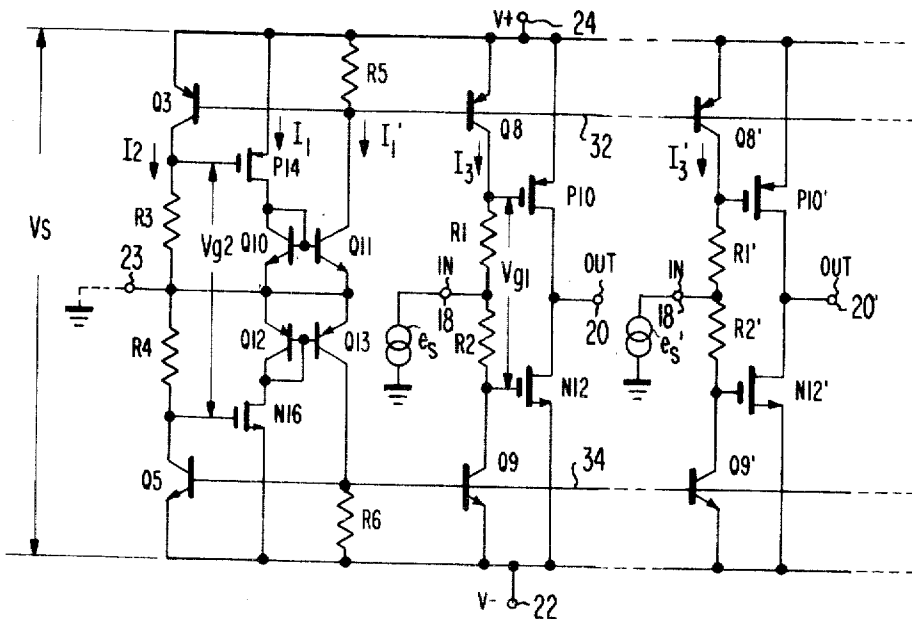 V+ 24
R5
Q3
Q8
Q8'
I1
I1'
32
I2
P14
I3
P10
I3'
P10'
Vs
R3
Vg2
Q10
Q11
R1
Vg1
R1'
23
IN
OUT
IN
OUT
18
20
18'
20'
R4
Q12
Q13
es
R2
es'
R2'
N16
N12
N12'
Q5
Q9
34
Q9'
R6
V- 22